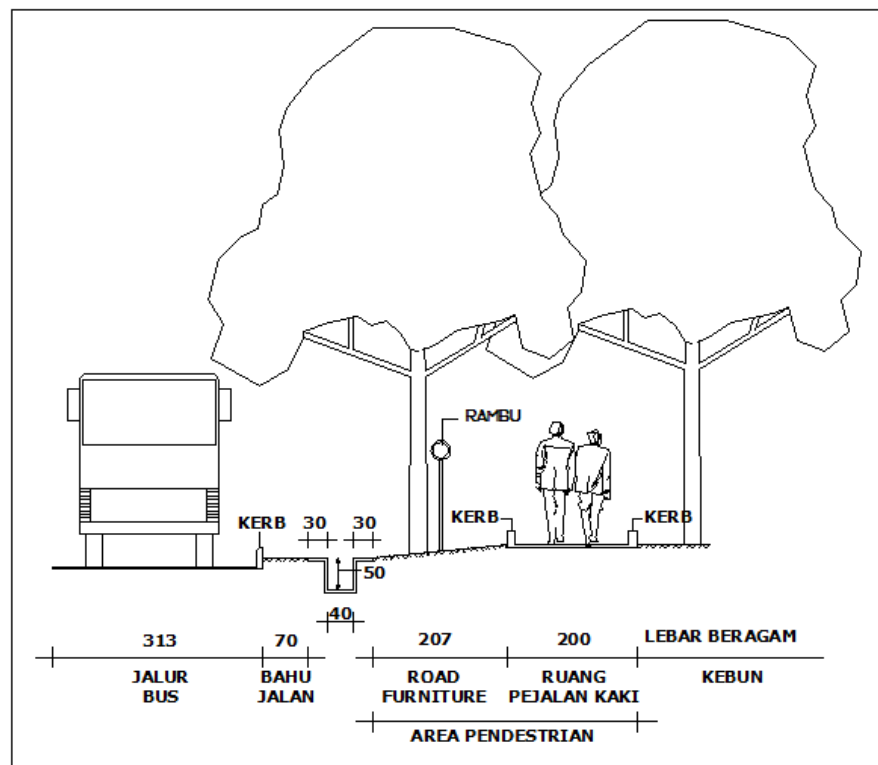 RAMBU
KERB 30 30 KERB KERB
50
40
313 70 207 200 LEBAR BERAGAM
JALUR BAHU ROAD RUANG KEBUN
BUS JALAN FURNITURE PEJALAN KAKI
AREA PENDESTRIAN